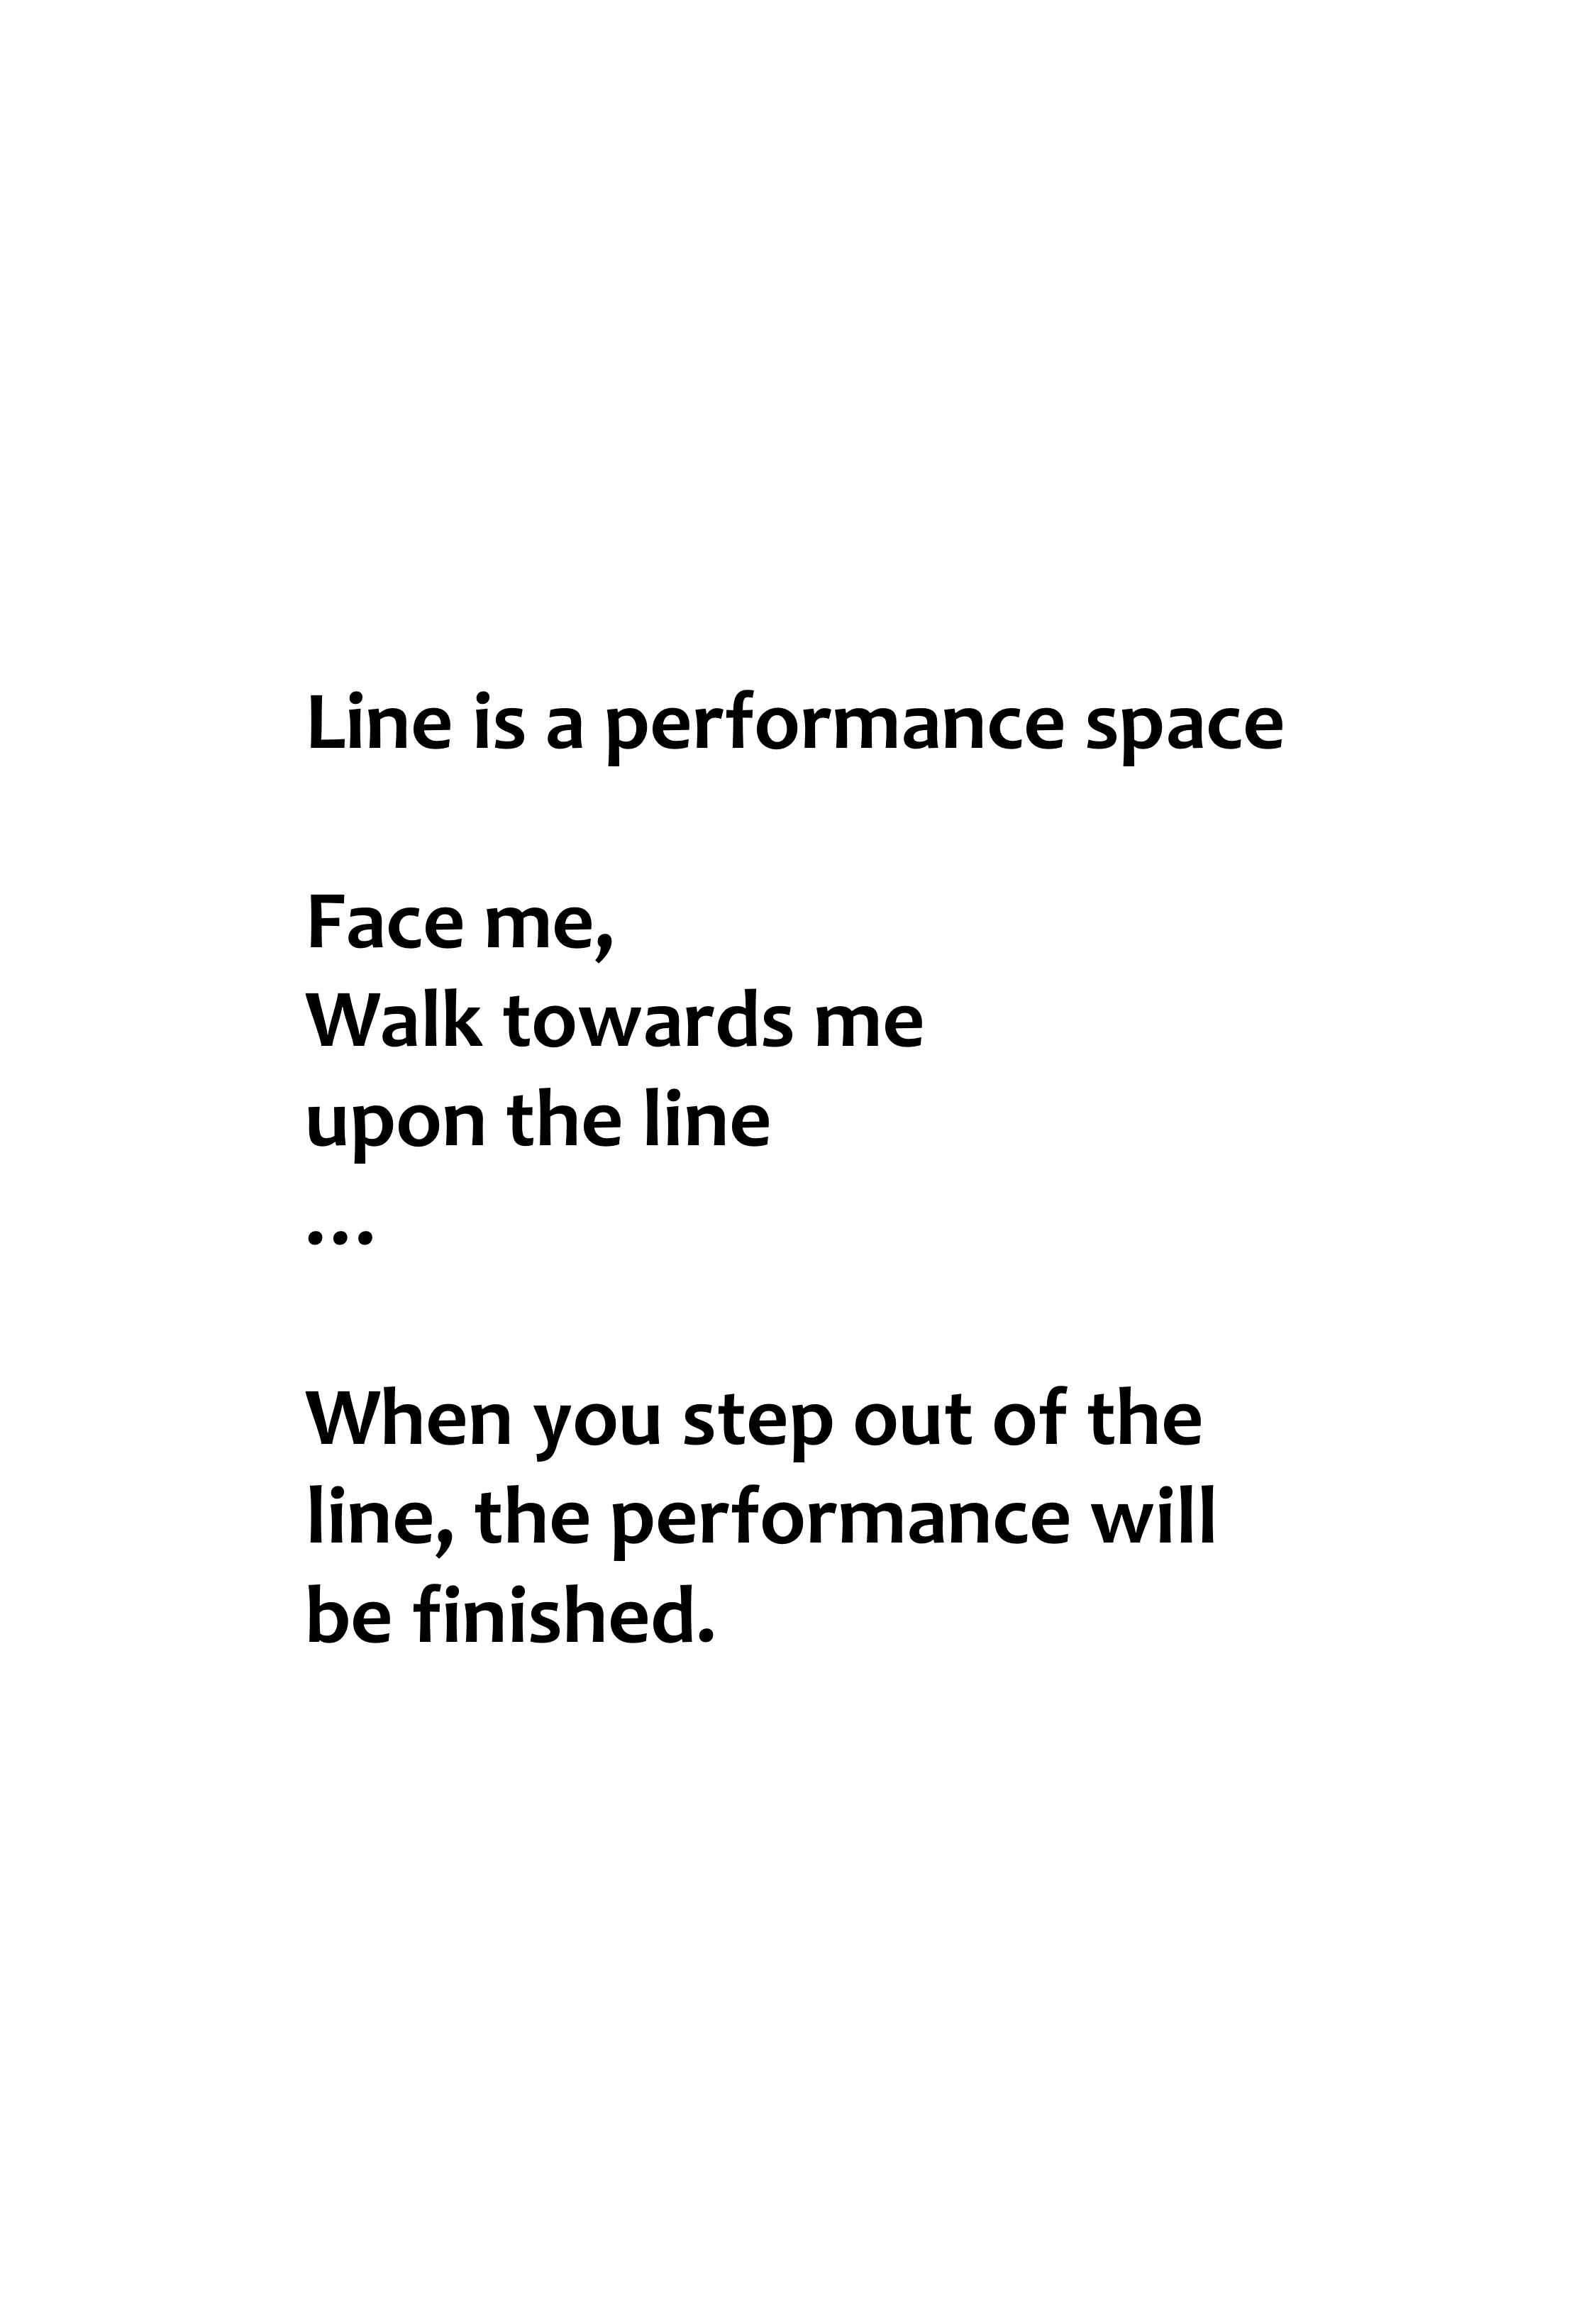 Line is a performance space
Face me,
Walk towards me
upon the line
...
When you step out of the
line, the performance will
be finished.